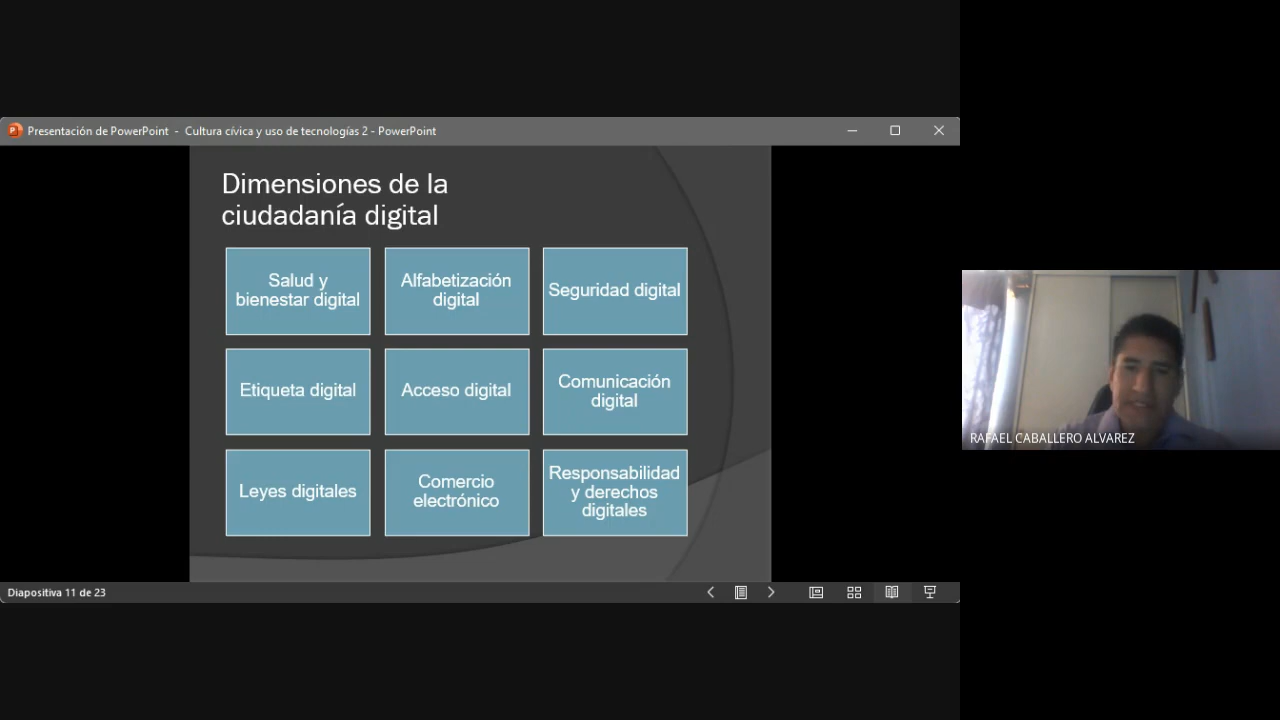 Presentación de PowerPoint - Cultura cívica y uso de tecnologías 2 - PowerPoint
Dimensiones de la
ciudadanía digital
Salud y
bienestar digital
Alfabetización
digital
Seguridad digital
Etiqueta digital
Acceso digital
Comunicación
digital
Leyes digitales
Comercio
electrónico
Responsabilidad
y derechos
digitales
Diapositiva 11 de 23
RAFAEL CABALLERO ALVAREZ